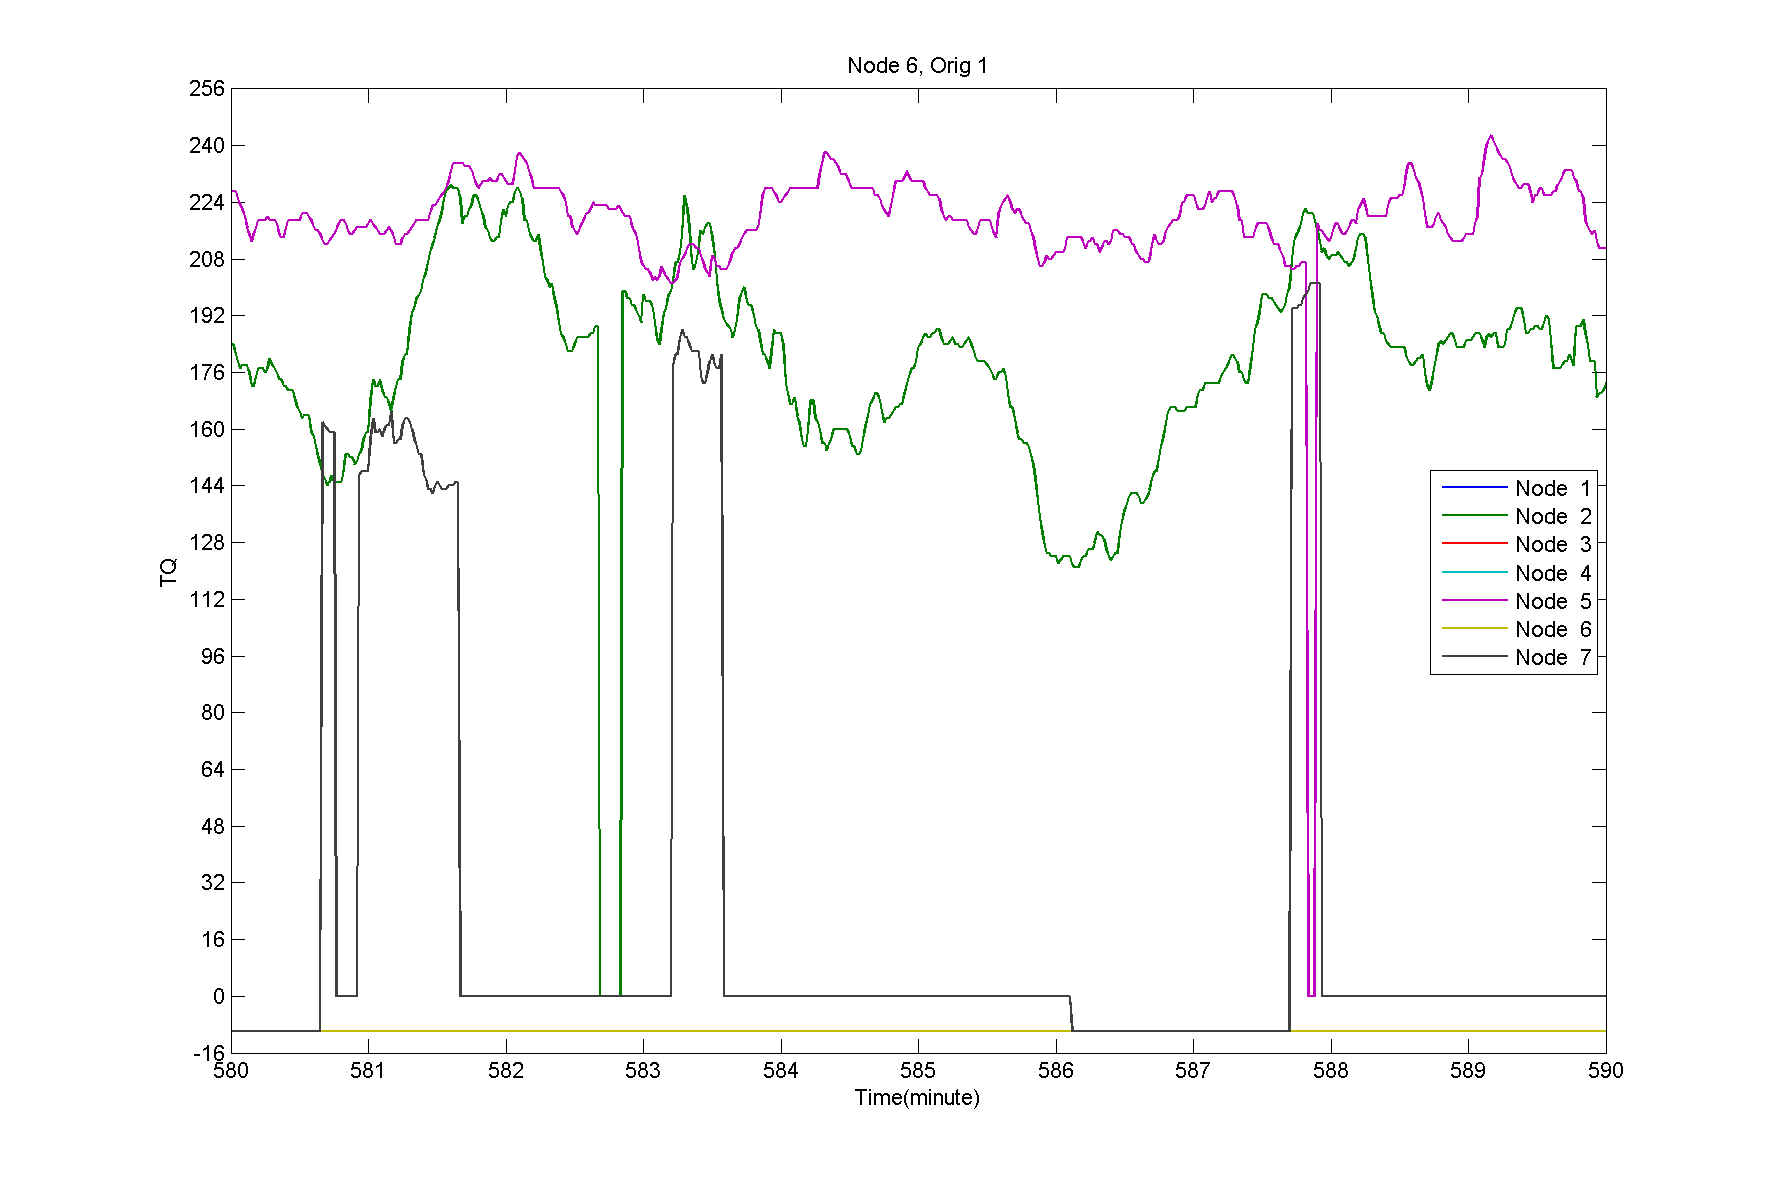 Node 6, Orig 1
256
240
224
208
192
176
160
144
128
112
96
80
64
48
32
16
0
-16
TQ
Node 1
Node 2
Node 3
Node 4
Node 5
Node 6
Node 7
580 581 582 583 584 585 586 587 588 589 590
Time(minute)